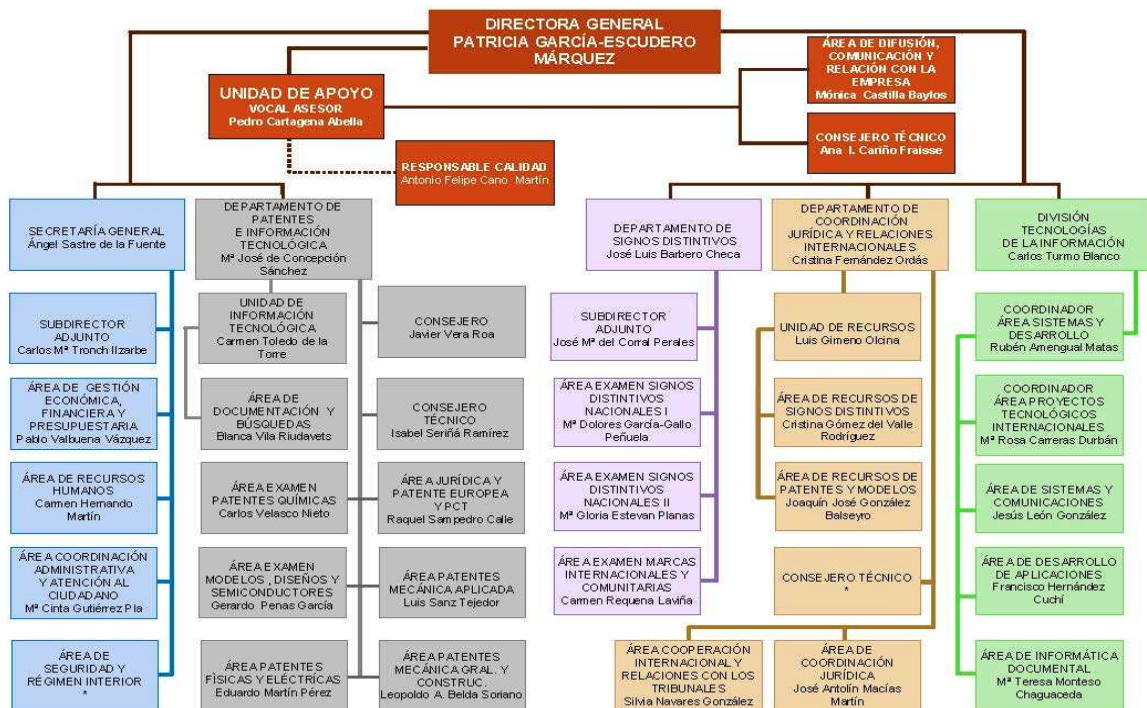 DIRECTORA GENERAL
PATRICIA GARCÍA-ESCUDERO
MÁRQUEZ
UNIDAD DE APOYO
VOCAL ASESOR
Pedro Cartagena Abella
ÁREA DE DIFUSIÓN,
COMUNICACIÓN Y
RELACIÓN CON LA
EMPRESA
Mónica Castilla Baylos
CONSEJERO TÉCNICO
Ana I. Cariño Fraisse
RESPONSABLE CALIDAD
Antonio Felipe Cano Martín
SECRETARÍA GENERAL
Ángel Sastre de la Fuente
SUBDIRECTOR
ADJUNTO
Carlos Mª Tronch Ilzarbe
ÁREA DE GESTIÓN
ECONÓMICA,
FINANCIERA Y
PRESUPUESTARIA
Pablo Valbuena Vázquez
ÁREA DE RECURSOS
HUMANOS
Carmen Hernando
Martín
ÁREA COORDINACIÓN
ADMINISTRATIVA
Y ATENCIÓN AL
CIUDADANO
Mª Cinta Gutiérrez Pla
ÁREA DE
SEGURIDAD Y
RÉGIMEN INTERIOR
*
DEPARTAMENTO DE
PATENTES
E INFORMACIÓN
TECNOLÓGICA
Mª José de Concepción
Sánchez
UNIDAD DE
INFORMACIÓN
TECNOLÓGICA
Carmen Toledo de la
Torre
ÁREA DE
DOCUMENTACIÓN Y
BÚSQUEDAS
Blanca Vila Riudavets
ÁREA EXAMEN
PATENTES QUÍMICAS
Carlos Velasco Nieto
ÁREA EXAMEN
MODELOS , DISEÑOS Y
SEMICONDUCTORES
Gerardo Penas García
ÁREA PATENTES
FÌSICAS Y ELÉCTRICAS
Eduardo Martín Pérez
CONSEJERO
Javier Vera Roa
CONSEJERO
TÉCNICO
Isabel Seriñá Ramírez
ÁREA JURÍDICA Y
PATENTE EUROPEA
Y PCT
Raquel Sampedro Calle
ÁREA PATENTES
MECÁNICA APLICADA
Luis Sanz Tejedor
ÁREA PATENTES
MECÁNICA GRAL. Y
CONSTRUC.
Leopoldo A. Belda Soriano
DEPARTAMENTO DE
SIGNOS DISTINTIVOS
José Luis Barbero Checa
SUBDIRECTOR
ADJUNTO
José Mª del Corral Perales
ÁREA EXAMEN SIGNOS
DISTINTIVOS
NACIONALES I
Mª Dolores García-Gallo
Peñuela
ÁREA EXAMEN SIGNOS
DISTINTIVOS
NACIONALES II
Mª Gloria Estevan Planas
ÁREA EXAMEN MARCAS
INTERNACIONALES Y
COMUNITARIAS
Carmen Requena Laviña
DEPARTAMENTO DE
COORDINACIÓN
JURÍDICA Y RELACIONES
INTERNACIONALES
Cristina Fernández Ordás
UNIDAD DE RECURSOS
Luis Gimeno Olcina
ÁREA DE RECURSOS
DE SIGNOS DISTINTIVOS
Cristina Gómez del Valle
Rodríguez
ÁREA DE RECURSOS DE
PATENTES Y MODELOS
Joaquín José González
Balseyro
CONSEJERO TÉCNICO
*
ÁREA COOPERACIÓN
INTERNACIONAL Y
RELACIONES CON LOS
TRIBUNALES
Silvia Navares González
ÁREA DE
COORDINACIÓN
JURÍDICA
José Antolín Macías
Martín
DIVISIÓN
TECNOLOGÍAS
DE LA INFORMACIÓN
Carlos Turmo Blanco
COORDINADOR
ÁREA SISTEMAS Y
DESARROLLO
Rubén Amengual Matas
COORDINADOR
ÁREA PROYECTOS
TECNOLÓGICOS
INTERNACIONALES
Mª Rosa Carreras Durbán
ÁREA DE SISTEMAS Y
COMUNICACIONES
Jesús León González
ÁREA DE DESARROLLO
DE APLICACIONES
Francisco Hernández
Cuchí
ÁREA DE INFORMÁTICA
DOCUMENTAL
Mª Teresa Monteso
Chaguaceda